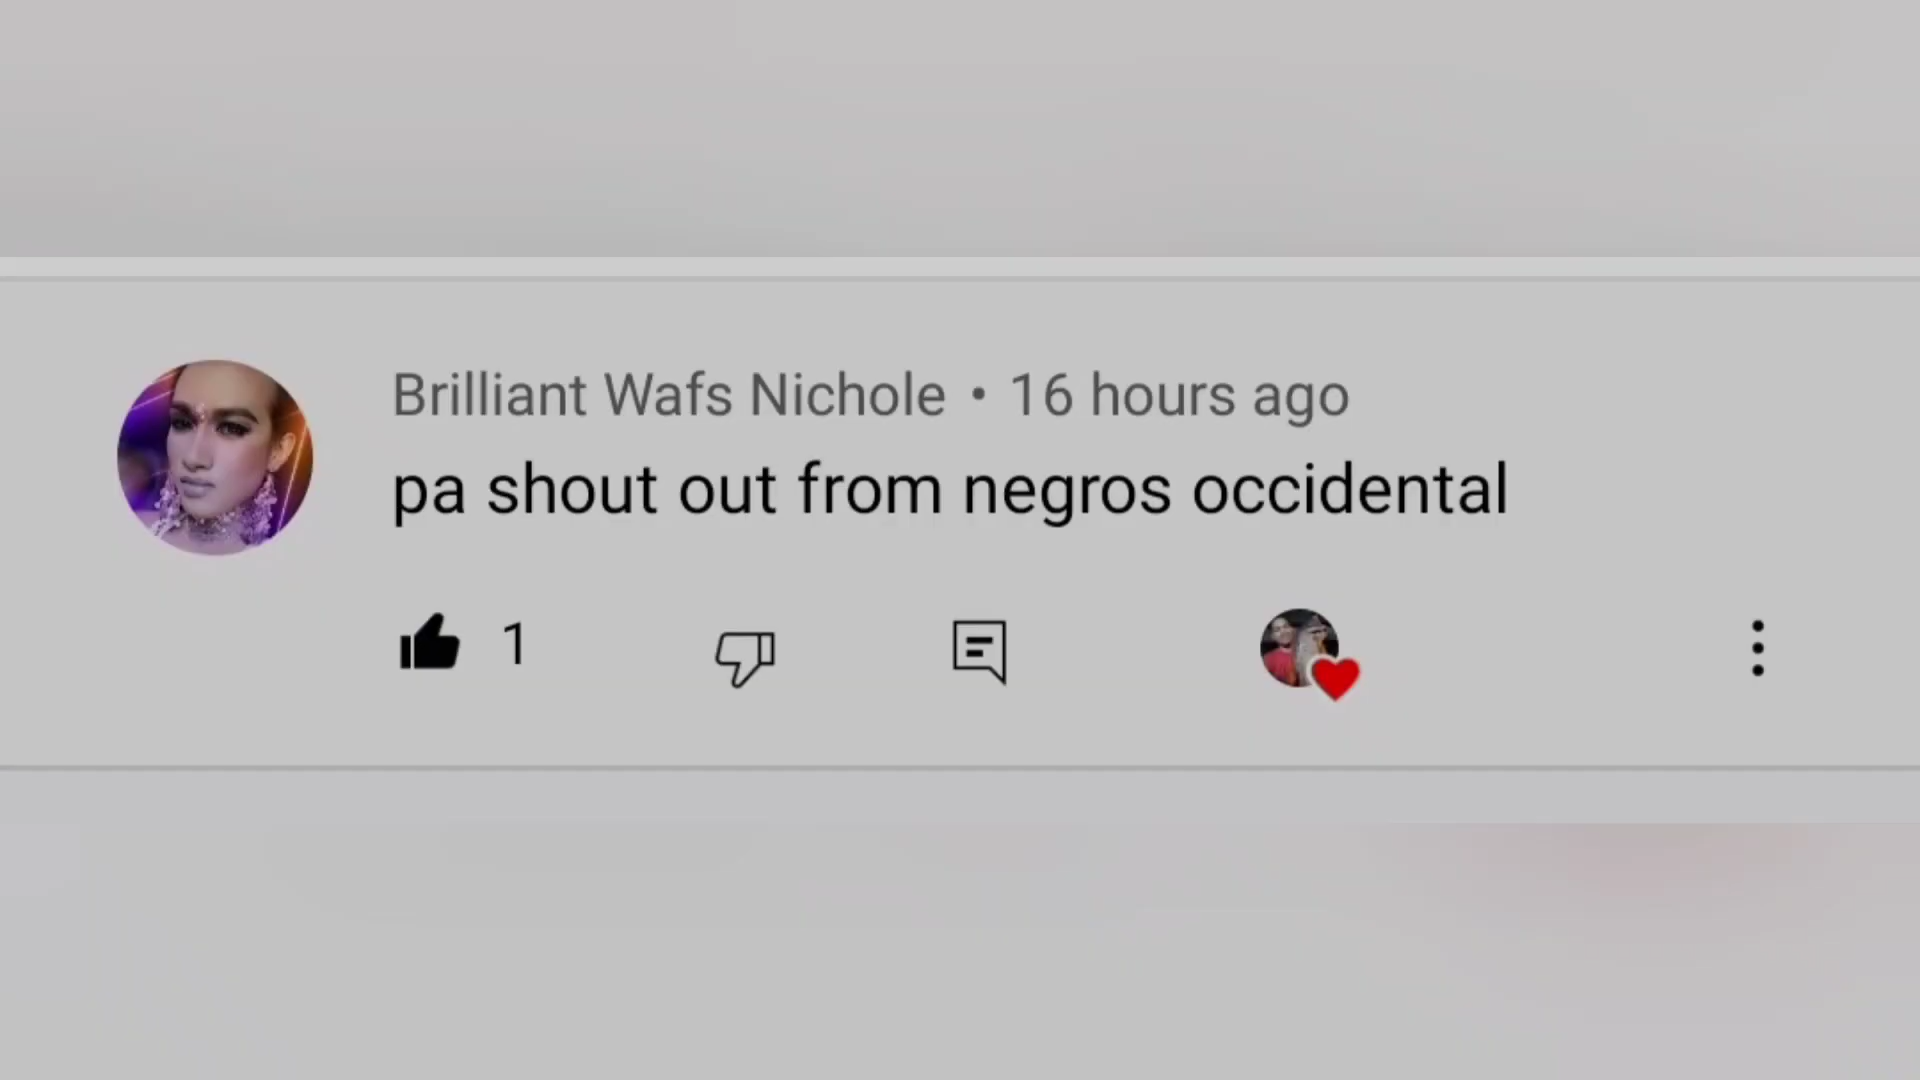 Brilliant Wafs Nichole • 16 hours ago
pa shout out from negros occidental
1